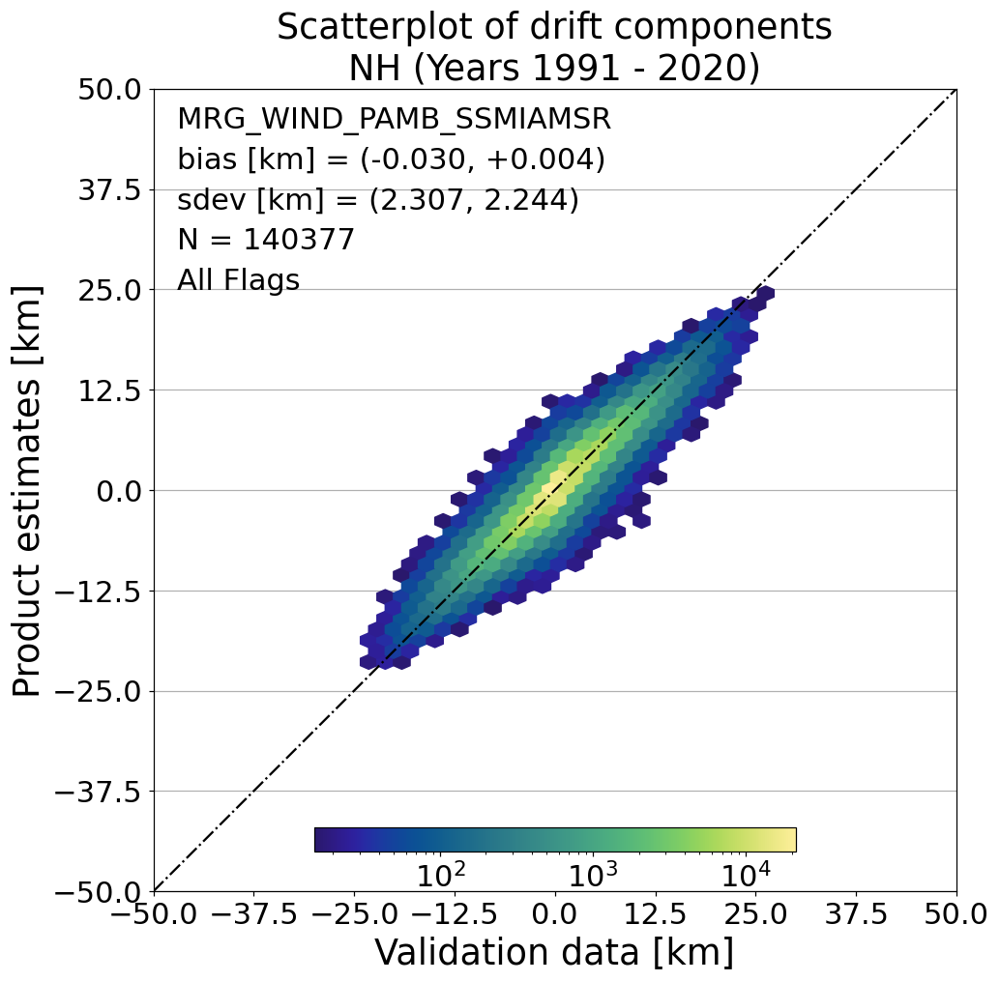 Scatterplot of drift components
NH (Years 1991 - 2020)
MRG_WIND_PAMB_SSMIAMSR
bias [km] = (-0.030, +0.004)
sdev [km] = (2.307, 2.244)
N = 140377
All Flags
Product estimates [km]
50.0
37.5
25.0
12.5
0.0
−12.5
−25.0
−37.5
−50.0
10² 10³ 10⁴
−50.0 −37.5 −25.0 −12.5 0.0 12.5 25.0 37.5 50.0
Validation data [km]